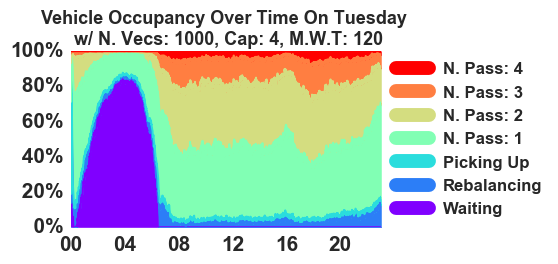 Vehicle Occupancy Over Time On Tuesday
w/ N. Vecs: 1000, Cap: 4, M.W.T: 120
100%
80%
60%
40%
20%
0%
00 04 08 12 16 20
N. Pass: 4
N. Pass: 3
N. Pass: 2
N. Pass: 1
Picking Up
Rebalancing
Waiting